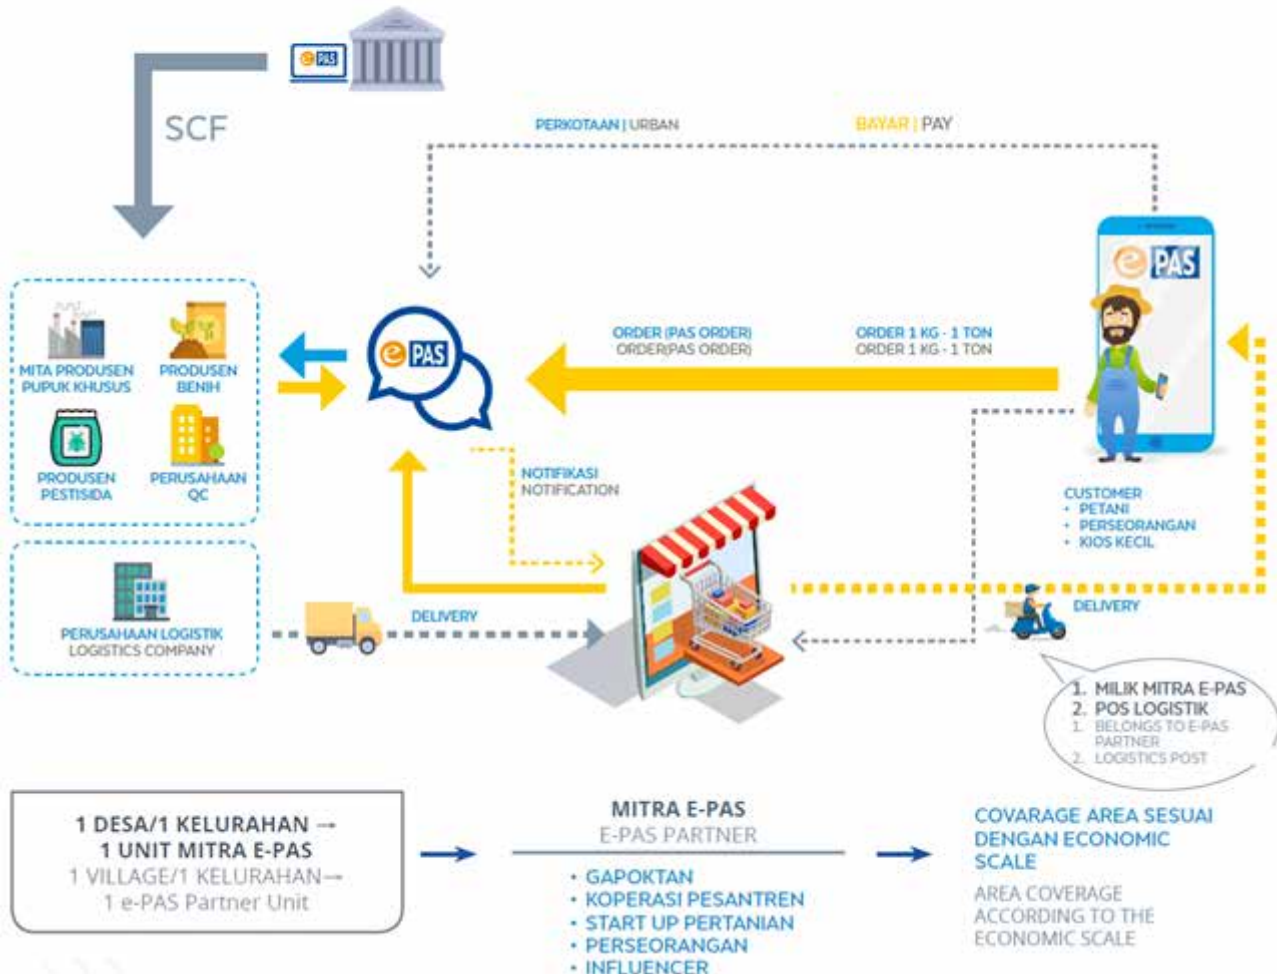 e PAS
SCF
PERKOTAAN | URBAN
BAYAR | PAY
e PAS
MITA PRODUSEN
PUPUK KHUSUS
PRODUSEN
BENIH
PRODUSEN
PESTISIDA
PERUSAHAAN
QC
e PAS
ORDER (PAS ORDER)
ORDER(PAS ORDER)
ORDER 1 KG - 1 TON
ORDER 1 KG - 1 TON
NOTIFIKASI
NOTIFICATION
CUSTOMER
• PETANI
• PERSEORANGAN
• KIOS KECIL
PERUSAHAAN LOGISTIK
LOGISTICS COMPANY
DELIVERY
DELIVERY
1. MILIK MITRA E-PAS
2. POS LOGISTIK
1. BELONGS TO E-PAS
PARTNER
2. LOGISTICS POST
1 DESA/1 KELURAHAN →
1 UNIT MITRA E-PAS
1 VILLAGE/1 KELURAHAN→
1 e-PAS Partner Unit
MITRA E-PAS
E-PAS PARTNER
• GAPOKTAN
• KOPERASI PESANTREN
• START UP PERTANIAN
• PERSEORANGAN
• INFLUENCER
COVARAGE AREA SESUAI
DENGAN ECONOMIC
SCALE
AREA COVERAGE
ACCORDING TO THE
ECONOMIC SCALE